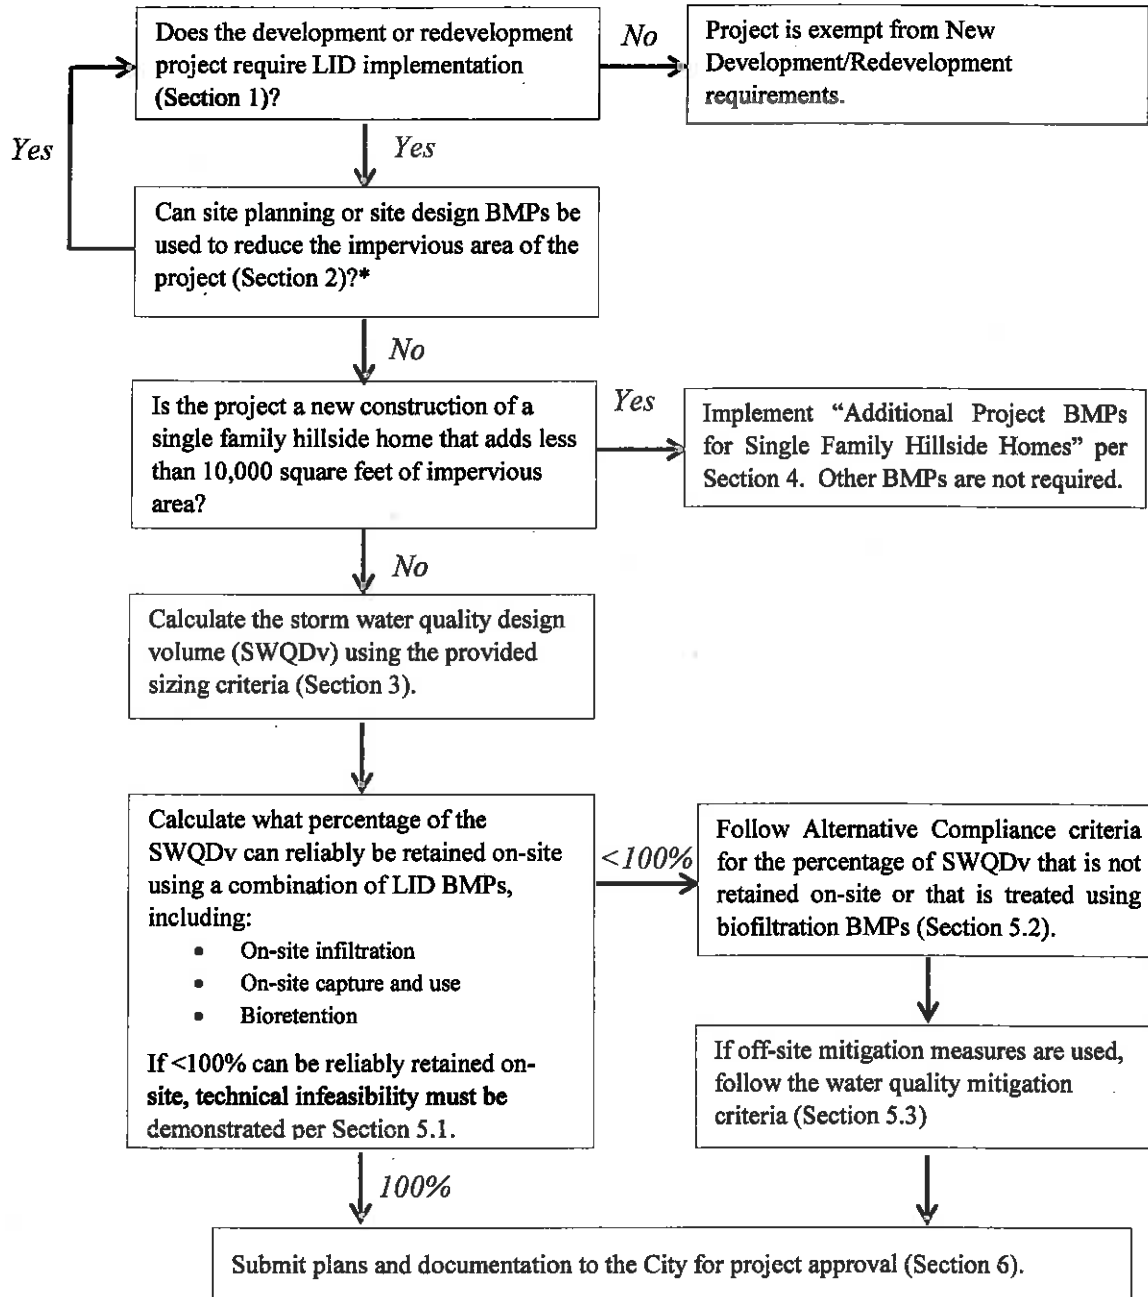 Does the development or redevelopment
project require LID implementation
(Section 1)?
No
Project is exempt from New
Development/Redevelopment
requirements.
Yes
Yes
Can site planning or site design BMPs be
used to reduce the impervious area of the
project (Section 2)?*
No
Is the project a new construction of a
single family hillside home that adds less
than 10,000 square feet of impervious
area?
Yes
Implement “Additional Project BMPs
for Single Family Hillside Homes” per
Section 4. Other BMPs are not required.
No
Calculate the storm water quality design
volume (SWQDv) using the provided
sizing criteria (Section 3).
Calculate what percentage of the
SWQDv can reliably be retained on-site
using a combination of LID BMPs,
including:
• On-site infiltration
• On-site capture and use
• Bioretention
If <100% can be reliably retained on-
site, technical infeasibility must be
demonstrated per Section 5.1.
<100%
Follow Alternative Compliance criteria
for the percentage of SWQDv that is not
retained on-site or that is treated using
biofiltration BMPs (Section 5.2).
If off-site mitigation measures are used,
follow the water quality mitigation
criteria (Section 5.3)
100%
Submit plans and documentation to the City for project approval (Section 6).